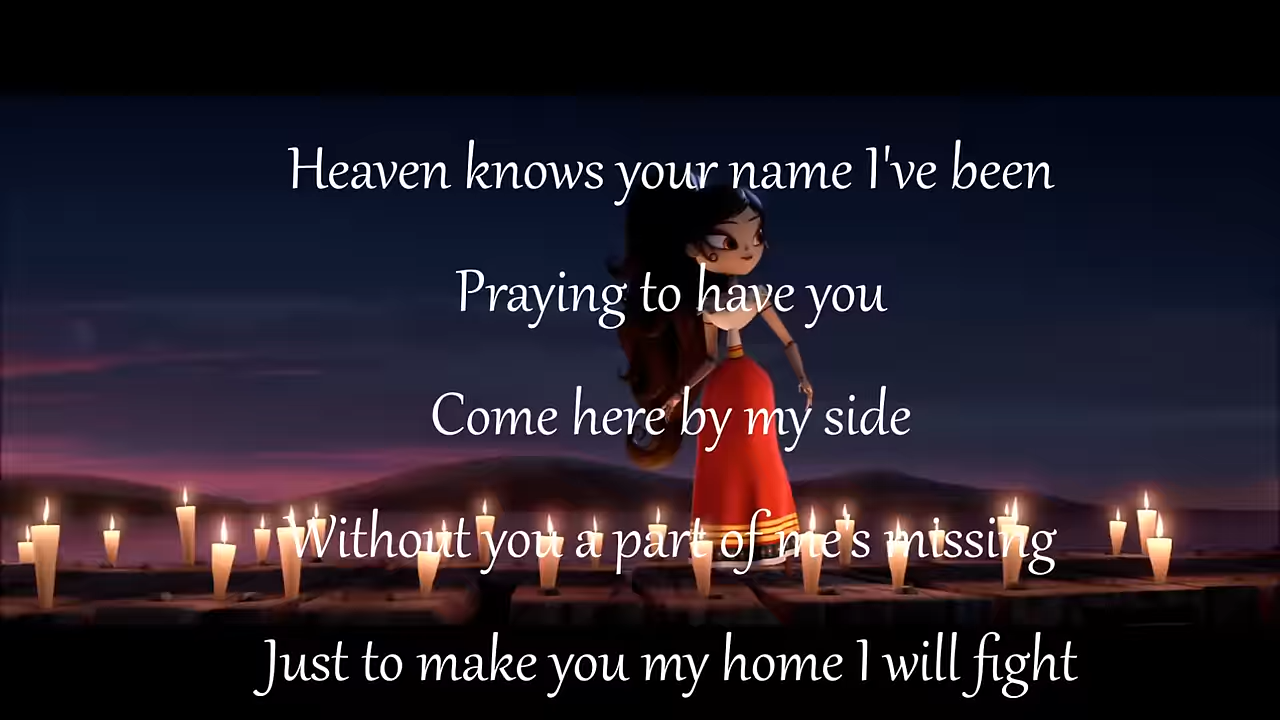 Heaven knows your name I've been
Praying to have you
Come here by my side
Without you a part of me's missing
Just to make you my home I will fight